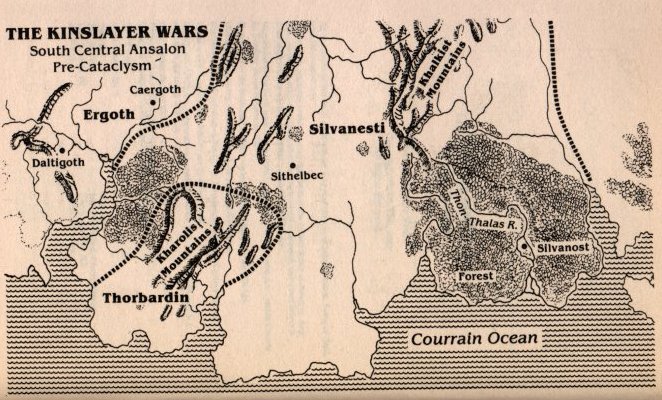 THE KINSLAYER WARS
South Central Ansalon
Pre-Cataclysm
Caergoth
Ergoth
Daltigoth
Khalkist
Mountains
Silvanesti
Sithelbec
Thon-
Thalas R.
Silvanost
Kharolis
Mountains
Forest
Thorbardin
Courrain Ocean